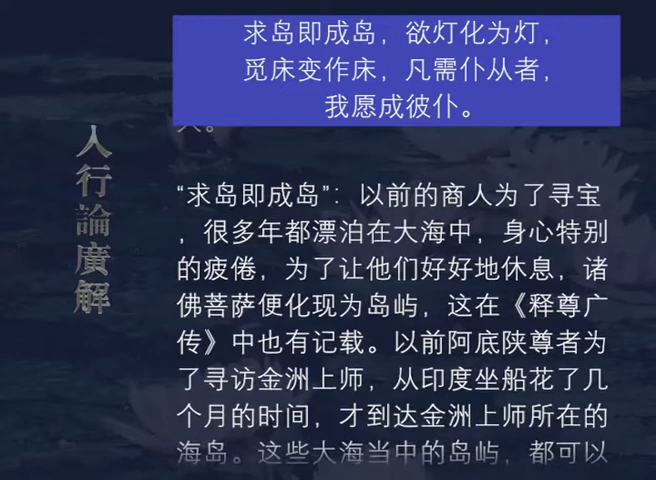 求岛即成岛，欲灯化为灯，
觅床变作床，凡需仆从者，
我愿成彼仆。
入行論廣解
“求岛即成岛”：以前的商人为了寻宝
，很多年都漂泊在大海中，身心特别
的疲倦，为了让他们好好地休息，诸
佛菩萨便化现为岛屿，这在《释尊广
传》中也有记载。以前阿底陕尊者为
了寻访金洲上师，从印度坐船花了几
个月的时间，才到达金洲上师所在的
海岛。这些大海当中的岛屿，都可以